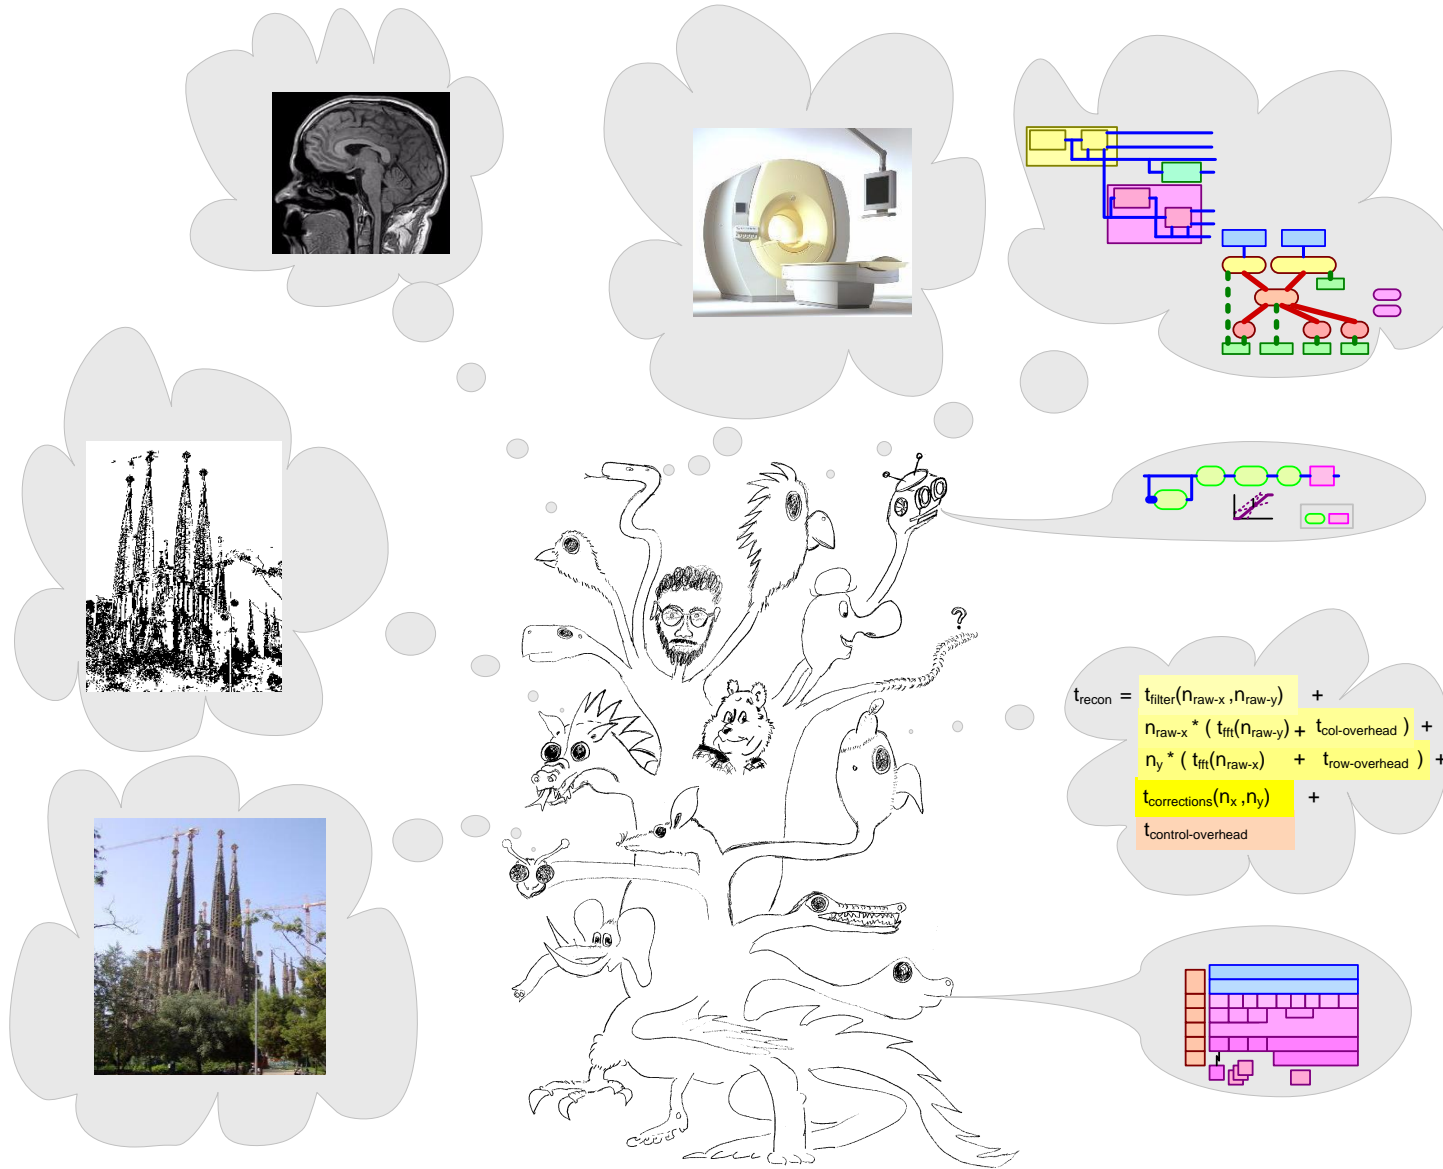 ?
t_recon = t_filter(n_raw-x ,n_raw-y) +
n_raw-x * ( t_fft(n_raw-y) + t_col-overhead ) +
n_y * ( t_fft(n_raw-x) + t_row-overhead ) +
t_corrections(n_x ,n_y) +
t_control-overhead